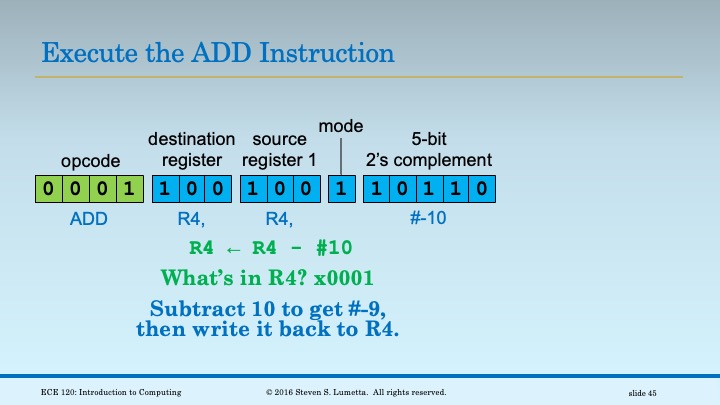 Execute the ADD Instruction
mode
destination source 5-bit
opcode register register 1 2's complement
0 0 0 1 1 0 0 1 0 0 1 1 0 1 1 0
ADD R4, R4, #-10
R4 ← R4 - #10
What's in R4? x0001
Subtract 10 to get #-9,
then write it back to R4.
ECE 120: Introduction to Computing © 2016 Steven S. Lumetta. All rights reserved. slide 45